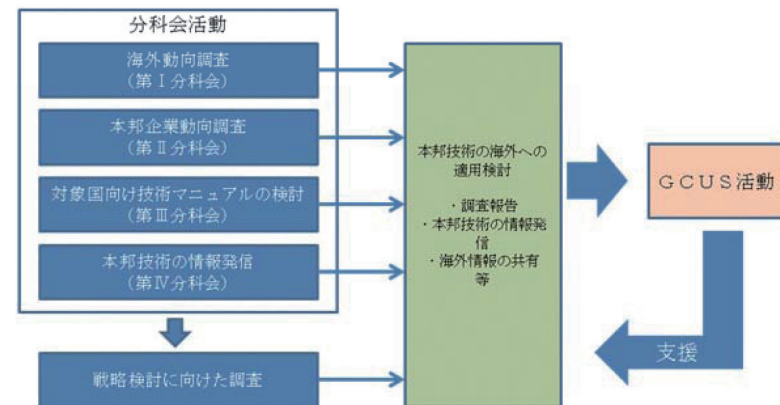 分科会活動
海外動向調査
(第Ⅰ分科会)
本邦企業動向調査
(第Ⅱ分科会)
対象国向け技術マニュアルの検討
(第Ⅲ分科会)
本邦技術の情報発信
(第Ⅳ分科会)
戦略検討に向けた調査
本邦技術の海外への
適用検討
・調査報告
・本邦技術の情報発
信
・海外情報の共有
等
ＧＣＵＳ活動
支援